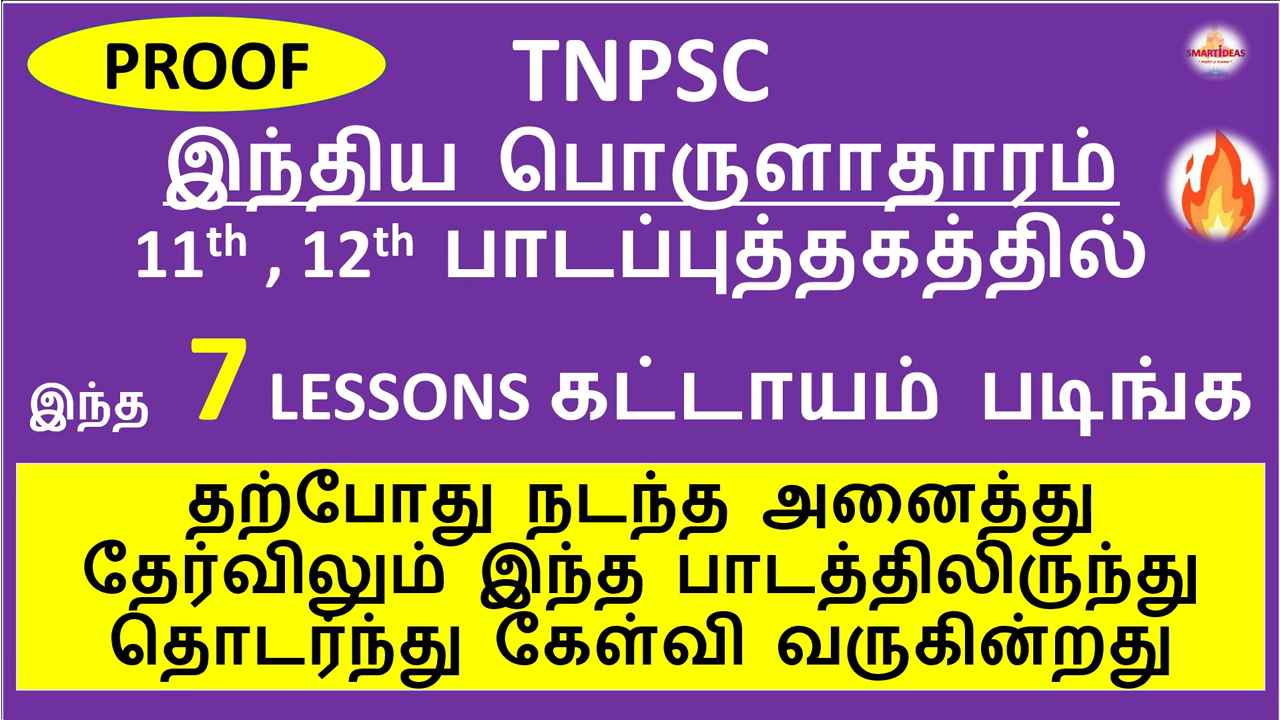 PROOF
TNPSC
SMARTIDEAS
இந்திய பொருளாதாரம்
11th , 12th பாடப்புத்தகத்தில்
இந்த 7 LESSONS கட்டாயம் படிங்க
தற்போது நடந்த அனைத்து
தேர்விலும் இந்த பாடத்திலிருந்து
தொடர்ந்து கேள்வி வருகின்றது